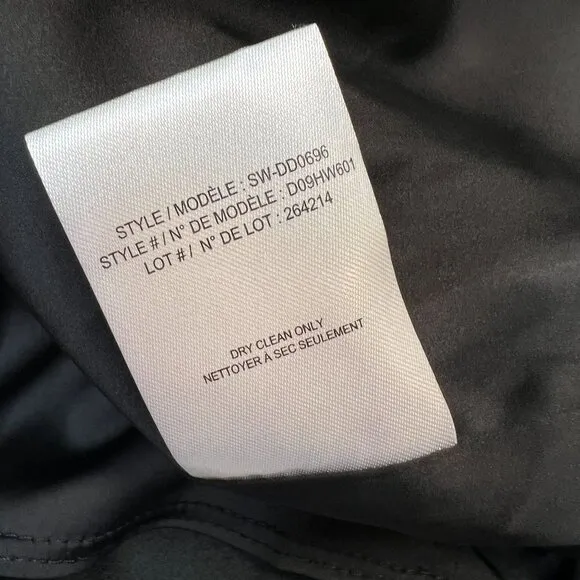 STYLE / MODÈLE : SW-DD0696
STYLE # / N° DE MODÈLE : D09HW601
LOT # / N° DE LOT : 264214
DRY CLEAN ONLY
NETTOYER À SEC SEULEMENT